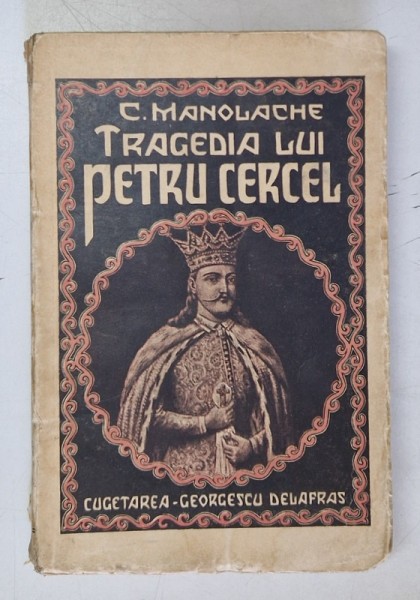 C. MANOLACHE
TRAGEDIA LUI
PETRU CERCEL
CUGETAREA - GEORGESCU DELAFRAS